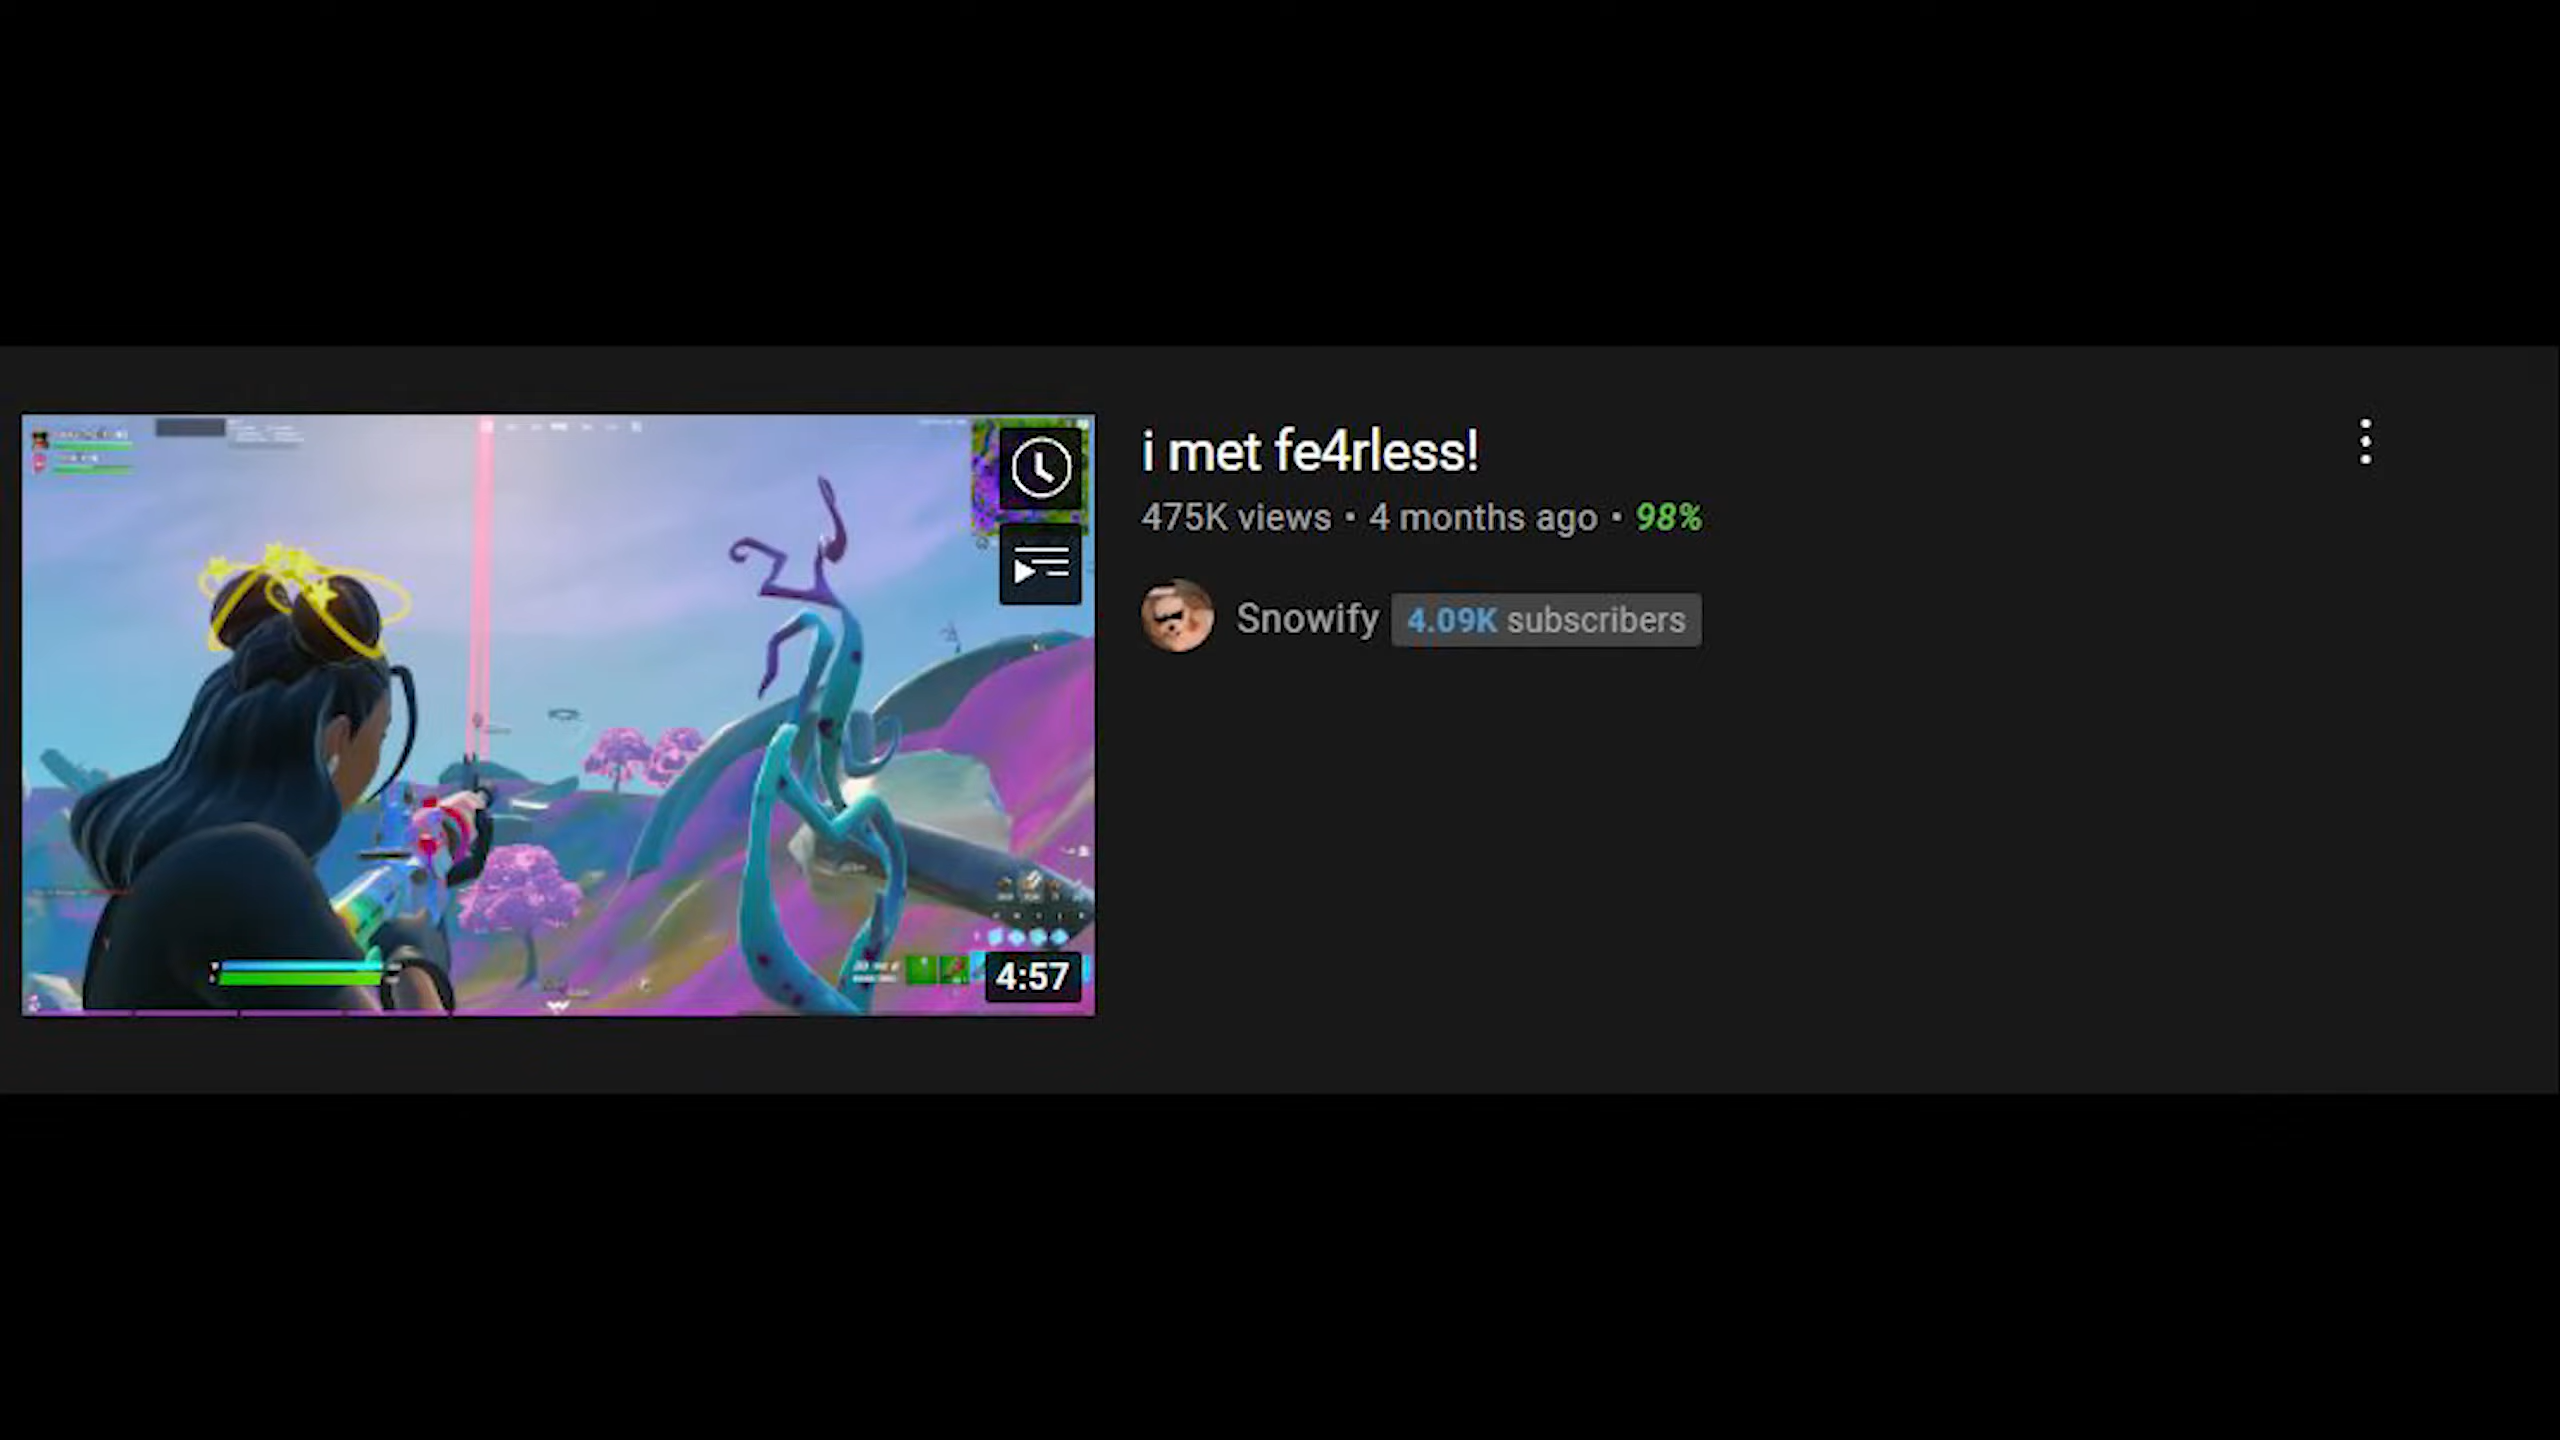 i met fe4rless!
475K views • 4 months ago • 98%
Snowify 4.09K subscribers
4:57